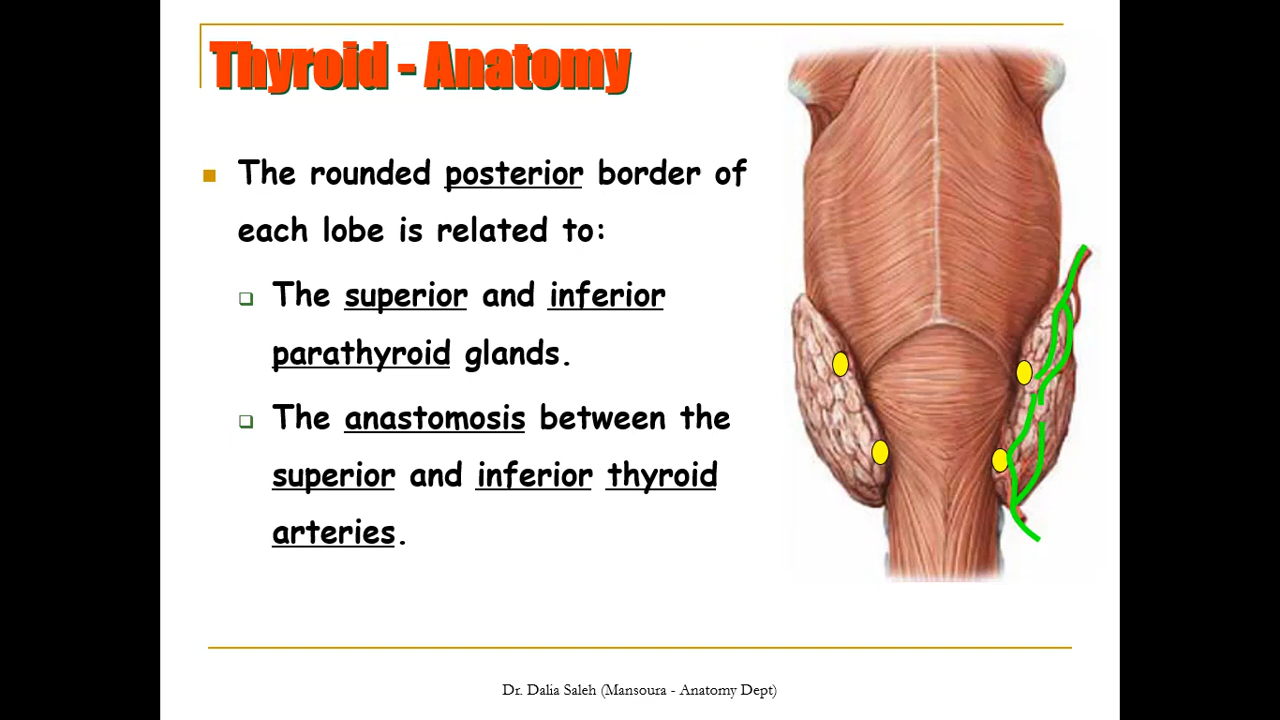 Thyroid - Anatomy
The rounded posterior border of
each lobe is related to:
The superior and inferior
parathyroid glands.
The anastomosis between the
superior and inferior thyroid
arteries.
Dr. Dalia Saleh (Mansoura - Anatomy Dept)